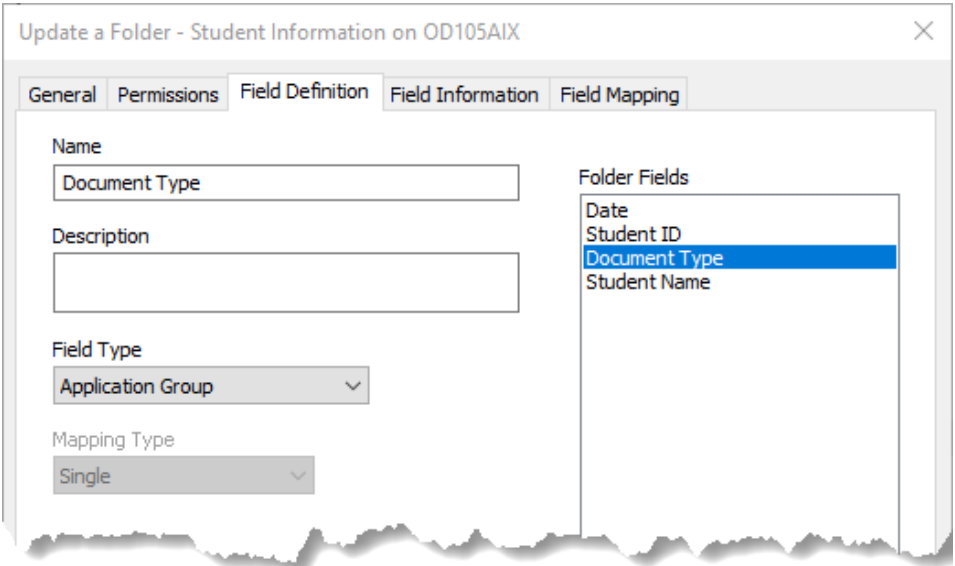 Update a Folder - Student Information on OD105AIX
General Permissions Field Definition Field Information Field Mapping
Name
Document Type
Description
Field Type
Application Group
Mapping Type
Single
Folder Fields
Date
Student ID
Document Type
Student Name